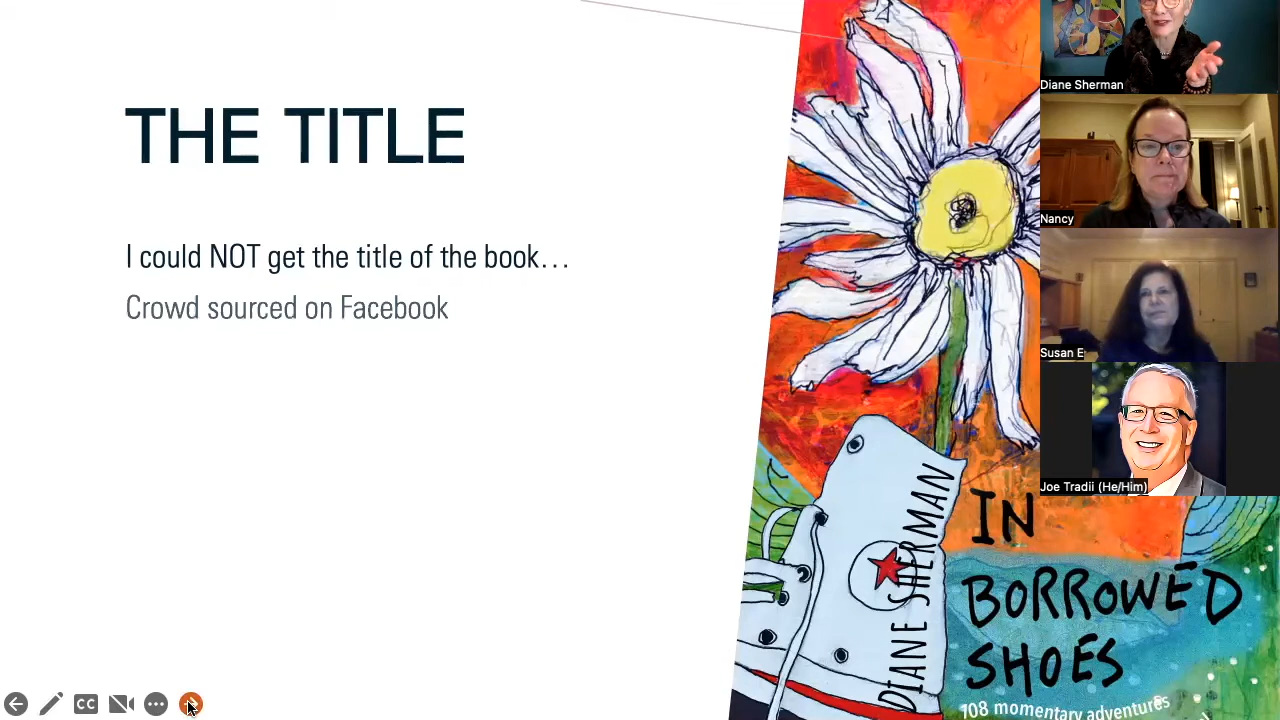 THE TITLE
I could NOT get the title of the book…
Crowd sourced on Facebook
DIANE SHERMAN
IN
BORROWED
SHOES
108 momentary adventures
Diane Sherman
Nancy
Susan E
Joe Tradii (He/Him)
CC